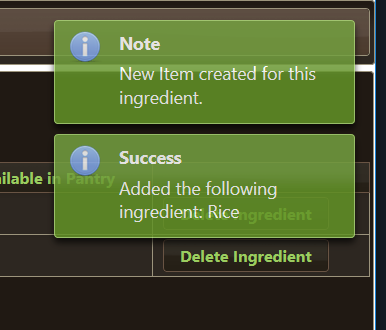 Note
New Item created for this
ingredient.
Success
ailable in Pantry
Added the following
ingredient: Rice
Delete Ingredient
Delete Ingredient